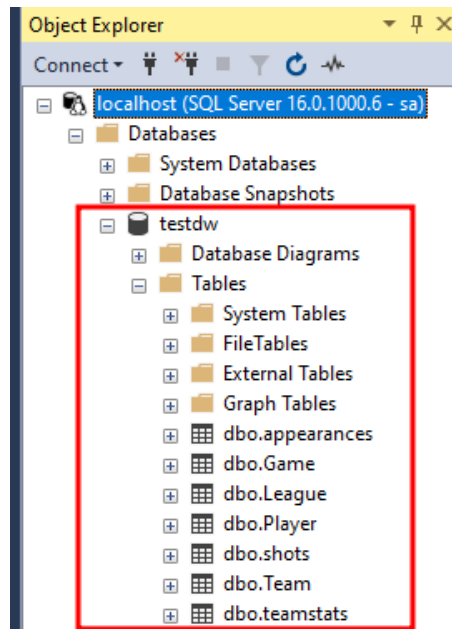 Object Explorer
Connect
localhost (SQL Server 16.0.1000.6 - sa)
Databases
System Databases
Database Snapshots
testdw
Database Diagrams
Tables
System Tables
FileTables
External Tables
Graph Tables
dbo.appearances
dbo.Game
dbo.League
dbo.Player
dbo.shots
dbo.Team
dbo.teamstats